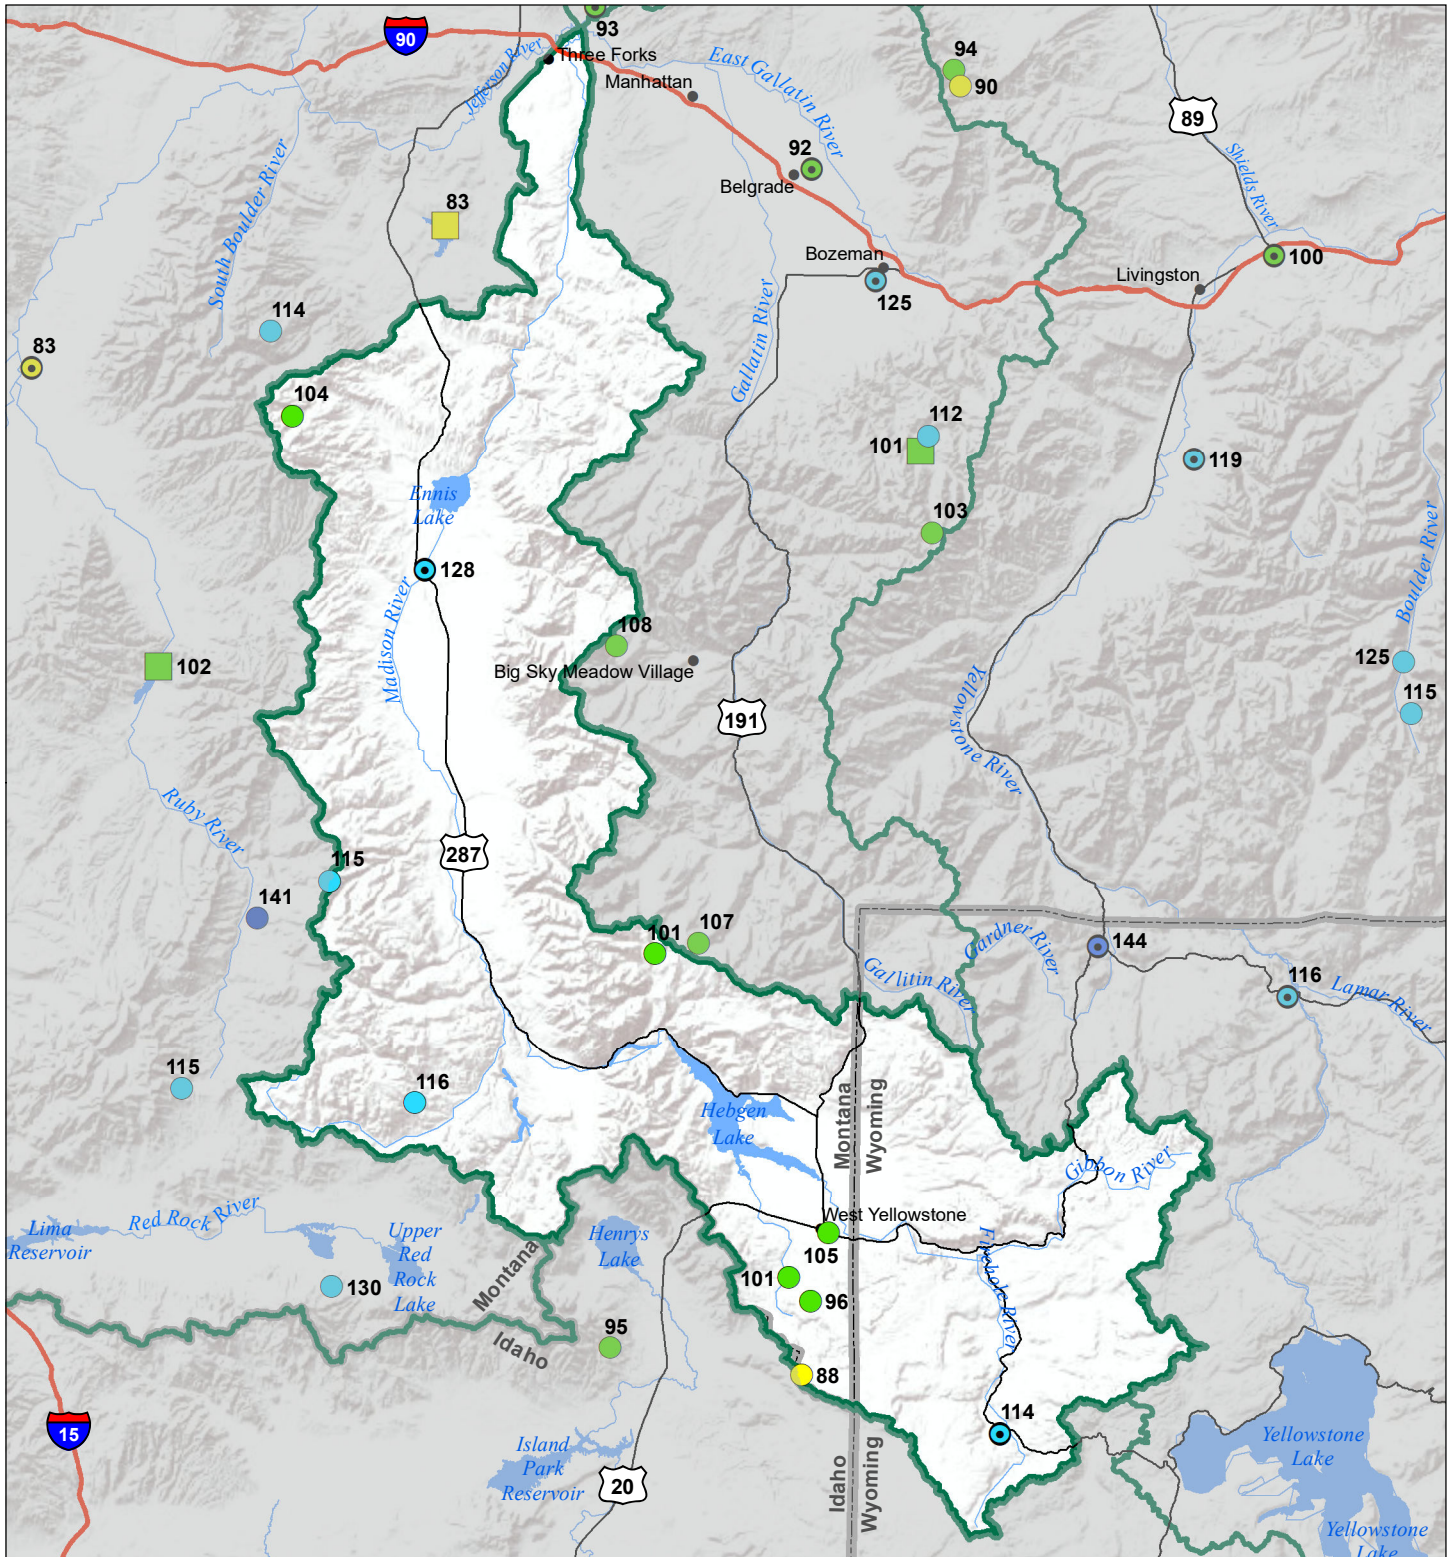 93
90
Three Forks
Jefferson River
Manhattan
East Gallatin River
94
90
89
92
Belgrade
Shields River
South Boulder River
83
Bozeman
125
Livingston
100
Gallatin River
114
83
104
112
101
119
Ennis
Lake
103
128
Boulder River
Madison River
108
Big Sky Meadow Village
102
125
115
191
Yellowstone River
Ruby River
287
115
141
101
107
Gardner River
144
Gallitin River
116
Lamar River
115
116
Hebgen
Lake
Montana
Wyoming
Gibbon River
West Yellowstone
105
Firehole River
Lima
Reservoir
Red Rock River
Upper
Red
Rock
Lake
Henrys
Lake
Montana
Idaho
130
101
96
95
88
114
15
Island
Park
Reservoir
20
Idaho
Wyoming
Yellowstone
Lake
Yellowstone
Lake